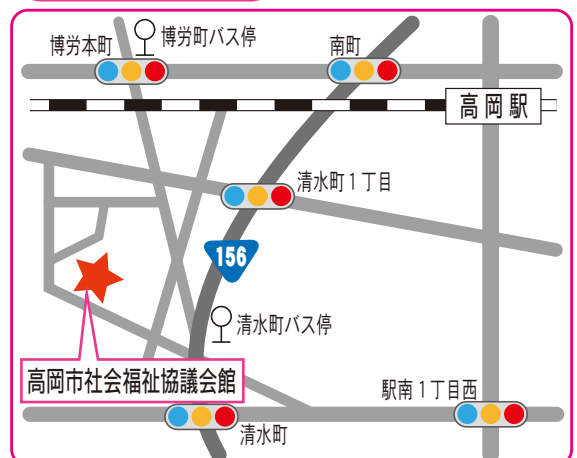 博労町バス停
博労本町
南町
高岡駅
清水町1丁目
156
清水町バス停
高岡市社会福祉協議会館
駅南1丁目西
清水町